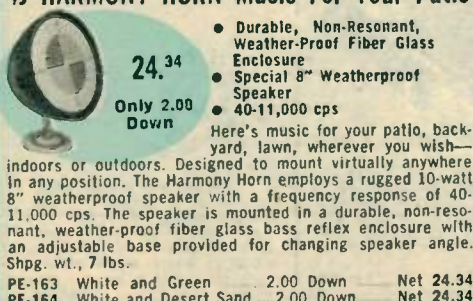 HARMONY HORN Music For Your Patio
24.34
Only 2.00
Down
● Durable, Non-Resonant,
Weather-Proof Fiber Glass
Enclosure
● Special 8" Weatherproof
Speaker
● 40-11,000 cps
Here's music for your patio, back-
yard, lawn, wherever you wish—
indoors or outdoors. Designed to mount virtually anywhere
in any position. The Harmony Horn employs a rugged 10-watt
8" weatherproof speaker with a frequency response of 40-
11,000 cps. The speaker is mounted in a durable, non-reso-
nant, weather-proof fiber glass bass reflex enclosure with
an adjustable base provided for changing speaker angle.
Shpg. wt., 7 lbs.
PE-163 White and Green 2.00 Down Net 24.34
PE-164 White and Desert Sand 2.00 Down Net 24.34